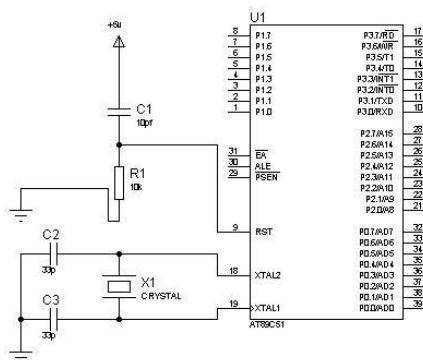 +5v
U1
C1
10pf
R1
10k
C2
33p
C3
33p
X1
CRYSTAL
8 P1.7
7 P1.6
6 P1.5
5 P1.4
4 P1.3
3 P1.2
2 P1.1
1 P1.0
31 EA
30 ALE
29 PSEN
9 RST
18 XTAL2
19 XTAL1
P3.7/RD 17
P3.6/WR 16
P3.5/T1 15
P3.4/T0 14
P3.3/INT1 13
P3.2/INT0 12
P3.1/TXD 11
P3.0/RXD 10
P2.7/A15 28
P2.6/A14 27
P2.5/A13 26
P2.4/A12 25
P2.3/A11 24
P2.2/A10 23
P2.1/A9 22
P2.0/A8 21
P0.7/AD7 32
P0.6/AD6 33
P0.5/AD5 34
P0.4/AD4 35
P0.3/AD3 36
P0.2/AD2 37
P0.1/AD1 38
P0.0/AD0 39
AT89C51